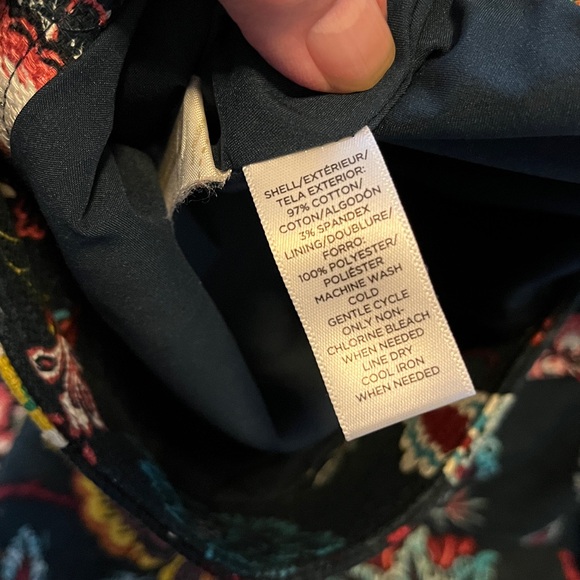 SHELL/EXTÉRIEUR/
TELA EXTERIOR:
97% COTTON/
COTON/ALGODÓN
3% SPANDEX
LINING/DOUBLURE/
FORRO:
100% POLYESTER/
POLIÉSTER
MACHINE WASH
COLD
GENTLE CYCLE
ONLY NON-
CHLORINE BLEACH
WHEN NEEDED
LINE DRY
COOL IRON
WHEN NEEDED